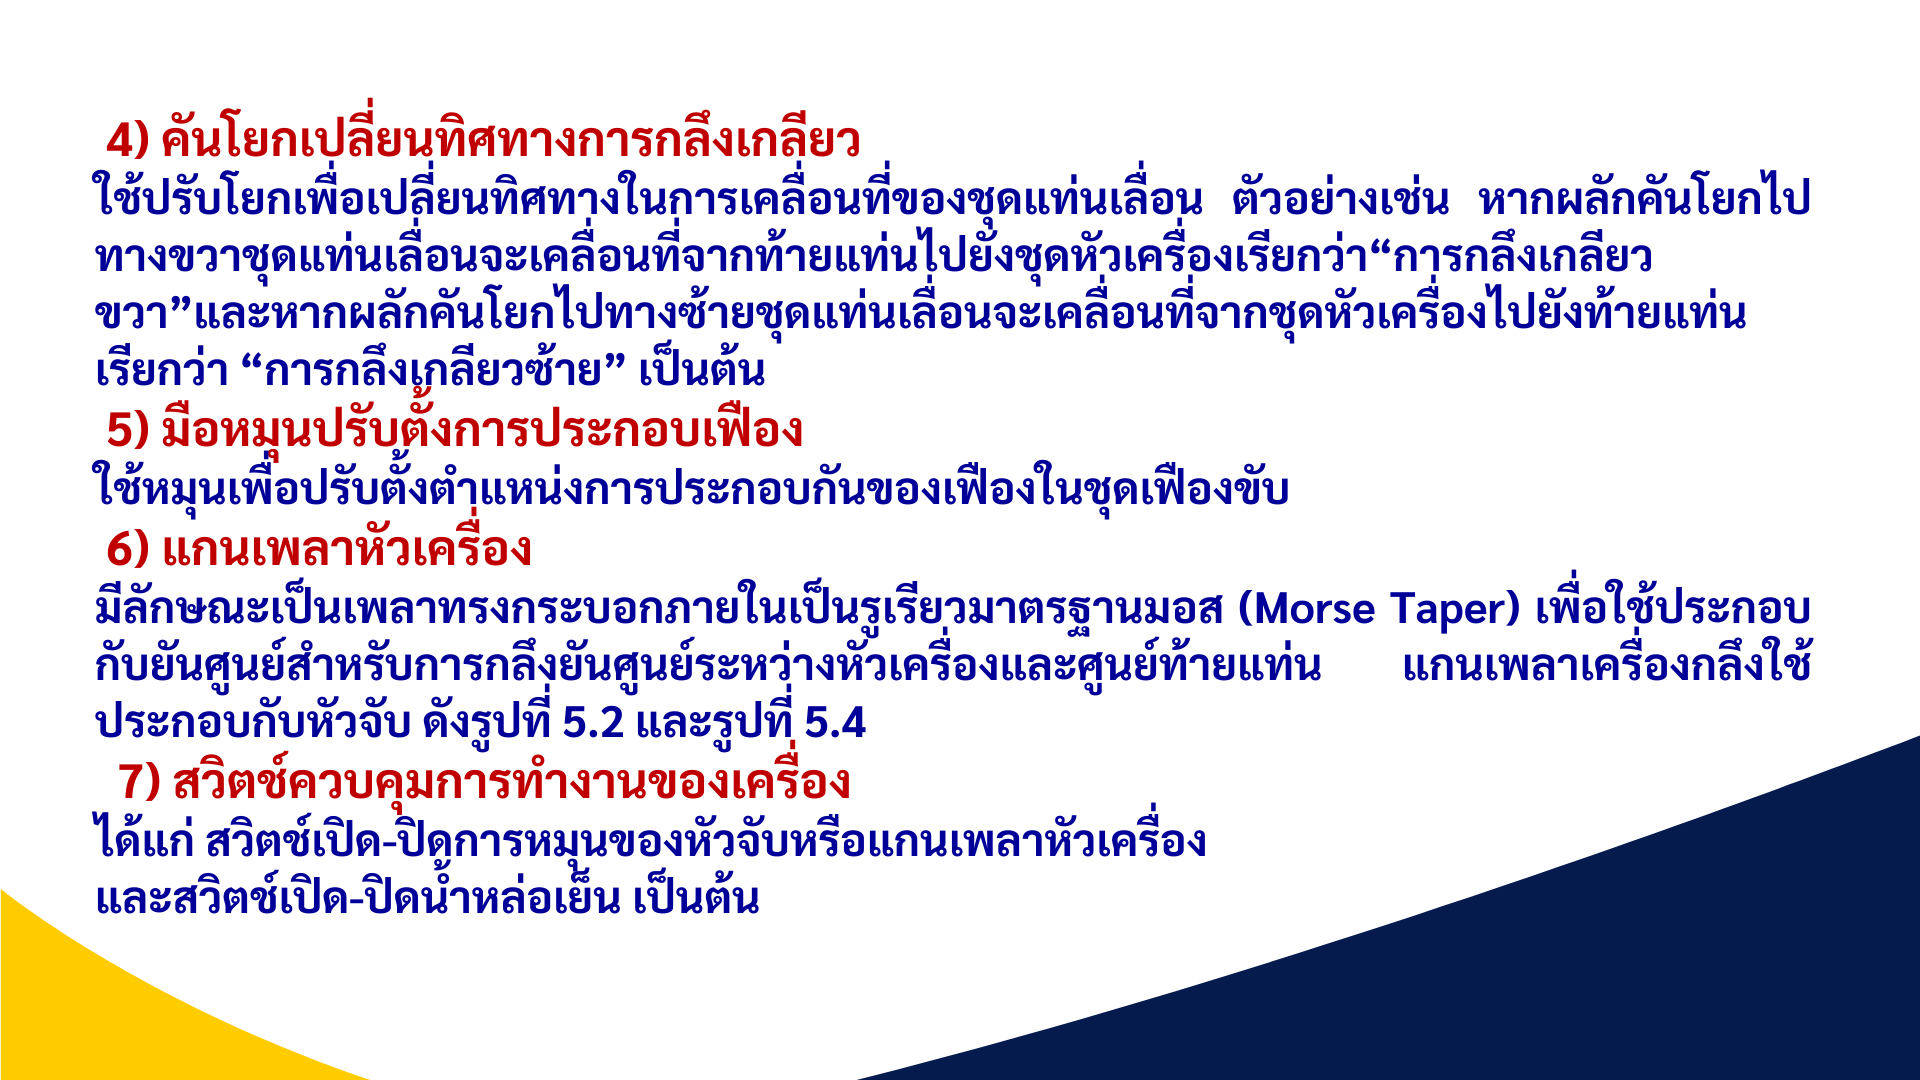 4) คันโยกเปลี่ยนทิศทางการกลึงเกลียว
ใช้ปรับโยกเพื่อเปลี่ยนทิศทางในการเคลื่อนที่ของชุดแท่นเลื่อน ตัวอย่างเช่น หากผลักคันโยกไป
ทางขวาชุดแท่นเลื่อนจะเคลื่อนที่จากท้ายแท่นไปยังชุดหัวเครื่องเรียกว่า“การกลึงเกลียว
ขวา”และหากผลักคันโยกไปทางซ้ายชุดแท่นเลื่อนจะเคลื่อนที่จากชุดหัวเครื่องไปยังท้ายแท่น
เรียกว่า “การกลึงเกลียวซ้าย” เป็นต้น
5) มือหมุนปรับตั้งการประกอบเฟือง
ใช้หมุนเพื่อปรับตั้งตำแหน่งการประกอบกันของเฟืองในชุดเฟืองขับ
6) แกนเพลาหัวเครื่อง
มีลักษณะเป็นเพลาทรงกระบอกภายในเป็นรูเรียวมาตรฐานมอส (Morse Taper) เพื่อใช้ประกอบ
กับยันศูนย์สำหรับการกลึงยันศูนย์ระหว่างหัวเครื่องและศูนย์ท้ายแท่น แกนเพลาเครื่องกลึงใช้
ประกอบกับหัวจับ ดังรูปที่ 5.2 และรูปที่ 5.4
7) สวิตช์ควบคุมการทำงานของเครื่อง
ได้แก่ สวิตช์เปิด-ปิดการหมุนของหัวจับหรือแกนเพลาหัวเครื่อง
และสวิตช์เปิด-ปิดน้ำหล่อเย็น เป็นต้น